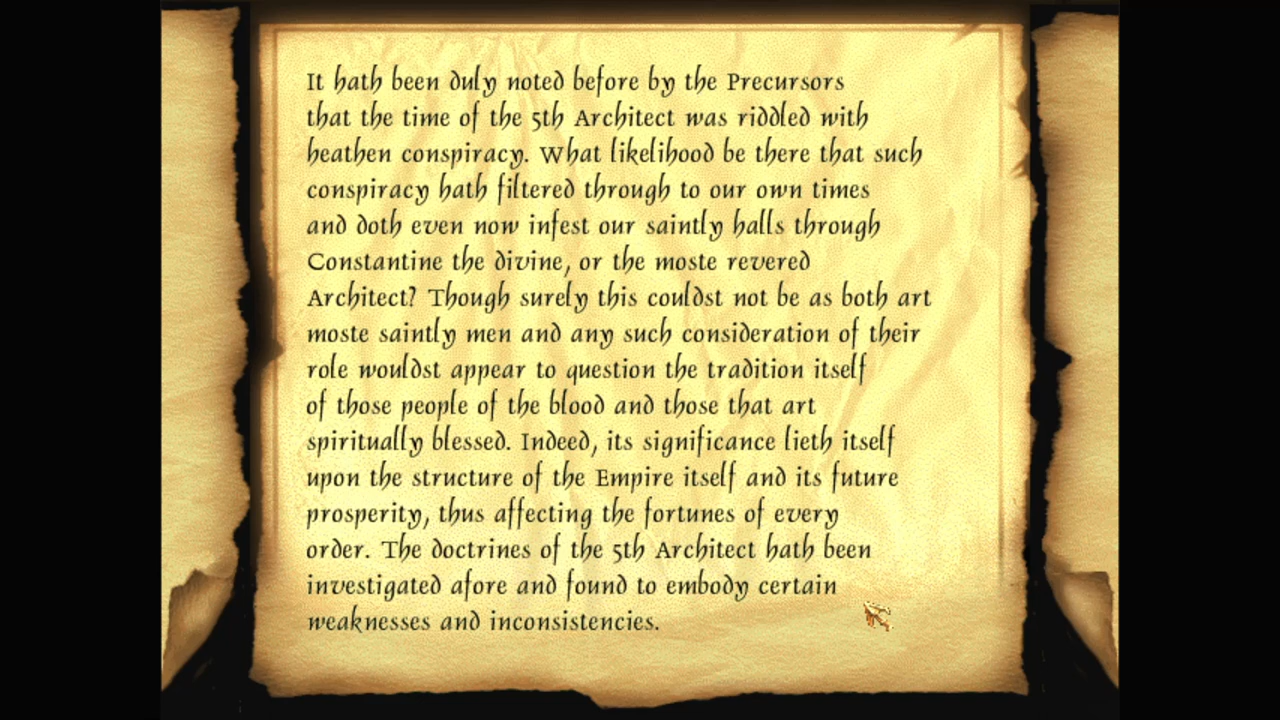 It hath been duly noted before by the Precursors
that the time of the 5th Architect was riddled with
heathen conspiracy. What likelihood be there that such
conspiracy hath filtered through to our own times
and doth even now infest our saintly halls through
Constantine the divine, or the moste revered
Architect? Though surely this couldst not be as both art
moste saintly men and any such consideration of their
role wouldst appear to question the tradition itself
of those people of the blood and those that art
spiritually blessed. Indeed, its significance lieth itself
upon the structure of the Empire itself and its future
prosperity, thus affecting the fortunes of every
order. The doctrines of the 5th Architect hath been
investigated afore and found to embody certain
weaknesses and inconsistencies.